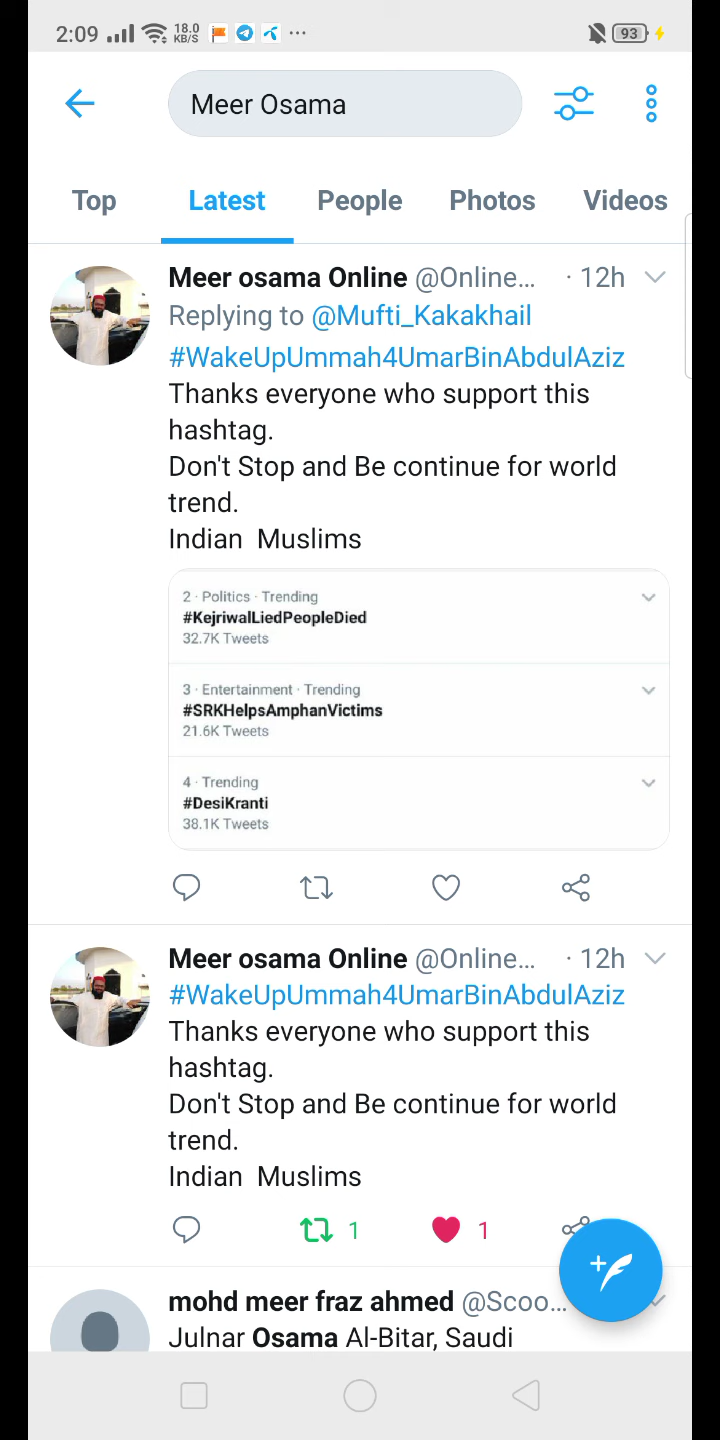 2:09 18.0 KB/S 93
Meer Osama
Top Latest People Photos Videos
Meer osama Online @Online... · 12h
Replying to @Mufti_Kakakhail
#WakeUpUmmah4UmarBinAbdulAziz
Thanks everyone who support this
hashtag.
Don't Stop and Be continue for world
trend.
Indian  Muslims
2 · Politics · Trending
#KejriwalLiedPeopleDied
32.7K Tweets
3 · Entertainment · Trending
#SRKHelpsAmphanVictims
21.6K Tweets
4 · Trending
#DesiKranti
38.1K Tweets
Meer osama Online @Online... · 12h
#WakeUpUmmah4UmarBinAbdulAziz
Thanks everyone who support this
hashtag.
Don't Stop and Be continue for world
trend.
Indian  Muslims
1 1
mohd meer fraz ahmed @Scoo...
Julnar Osama Al-Bitar, Saudi